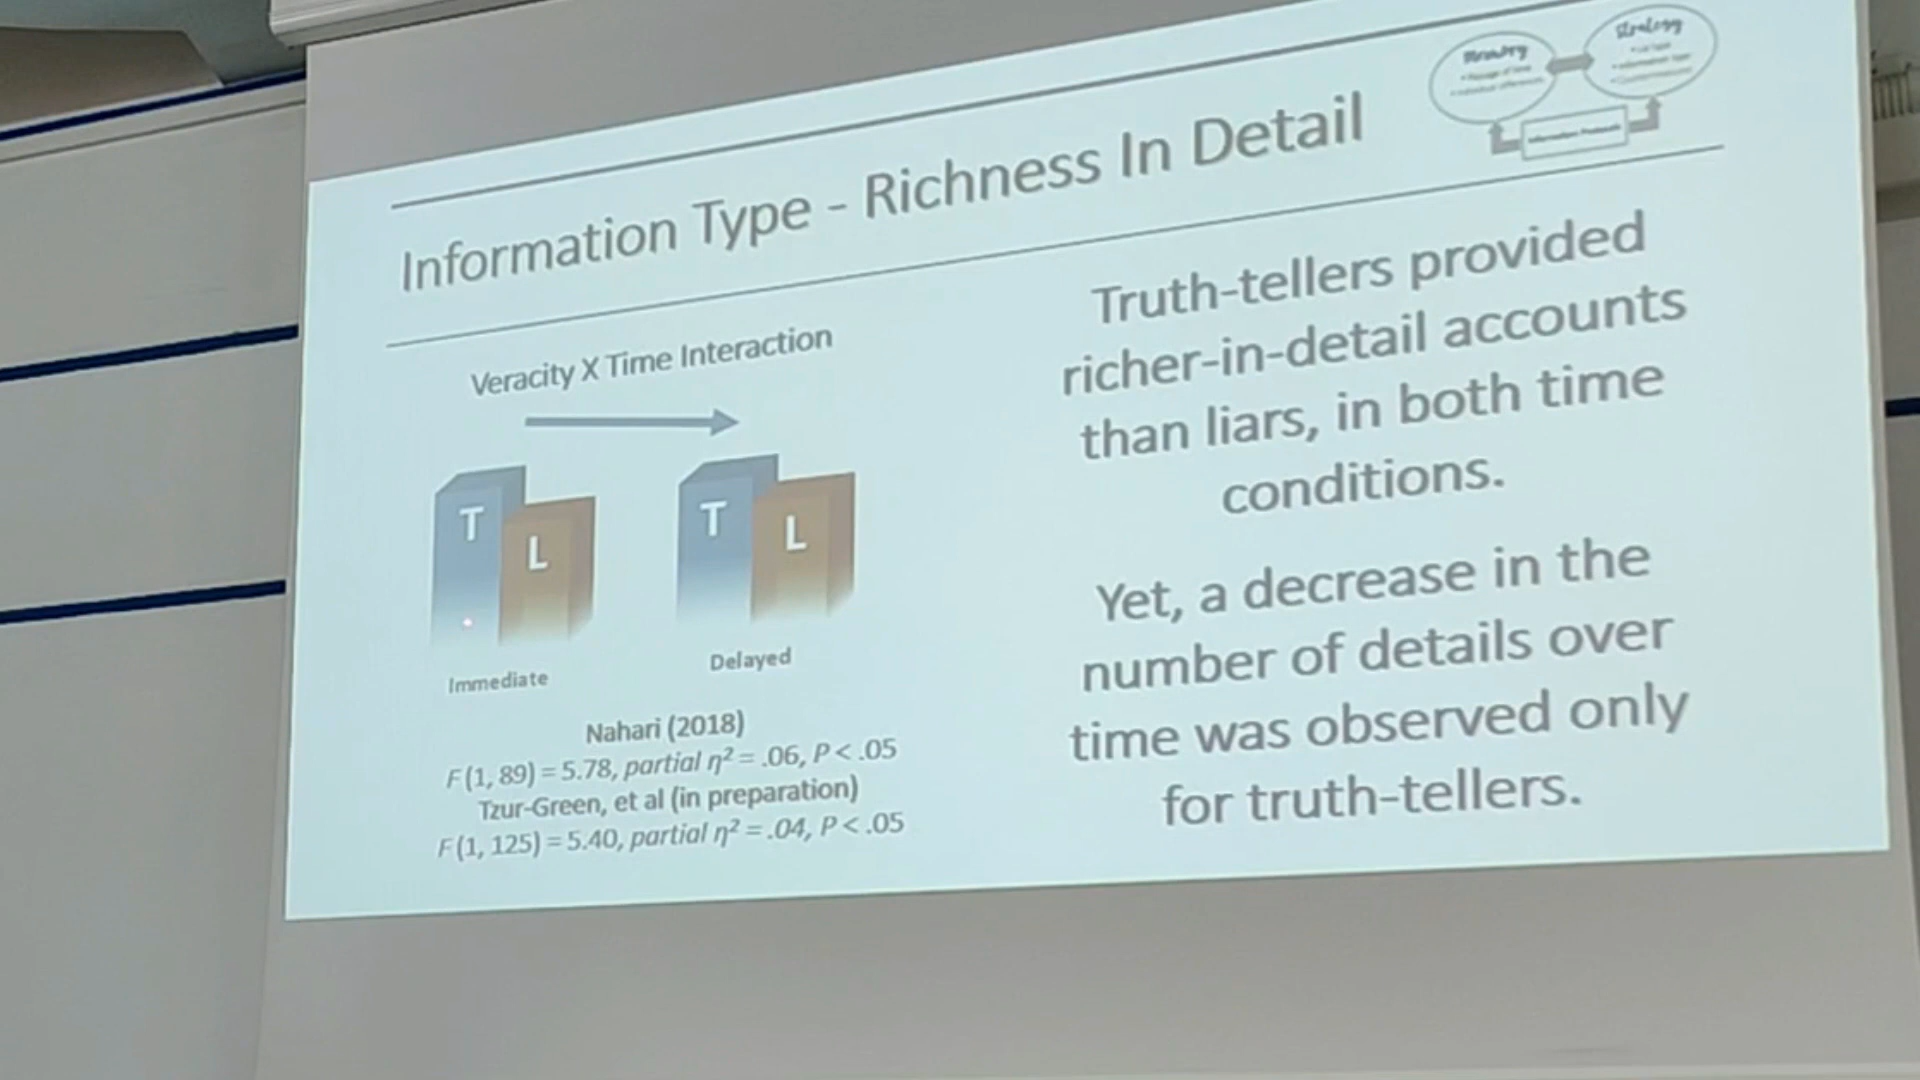 Memory
Strategy
Information Type - Richness In Detail
Veracity X Time Interaction
T
L
T
L
Immediate
Delayed
Nahari (2018)
F (1, 89) = 5.78, partial η² = .06, P < .05
Tzur-Green, et al (in preparation)
F (1, 125) = 5.40, partial η² = .04, P < .05
Truth-tellers provided
richer-in-detail accounts
than liars, in both time
conditions.
Yet, a decrease in the
number of details over
time was observed only
for truth-tellers.